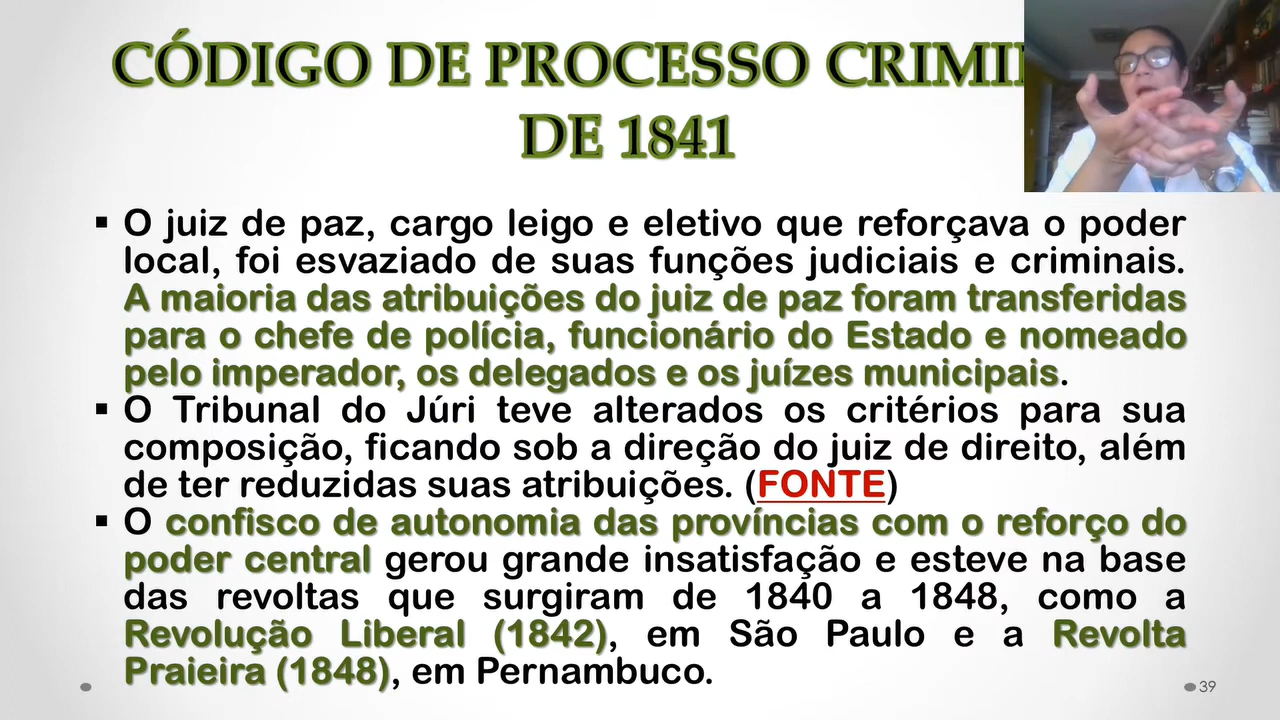 CÓDIGO DE PROCESSO CRIMI
DE 1841
▪ O juiz de paz, cargo leigo e eletivo que reforçava o poder
local, foi esvaziado de suas funções judiciais e criminais.
A maioria das atribuições do juiz de paz foram transferidas
para o chefe de polícia, funcionário do Estado e nomeado
pelo imperador, os delegados e os juízes municipais.
▪ O Tribunal do Júri teve alterados os critérios para sua
composição, ficando sob a direção do juiz de direito, além
de ter reduzidas suas atribuições. (FONTE)
▪ O confisco de autonomia das províncias com o reforço do
poder central gerou grande insatisfação e esteve na base
das revoltas que surgiram de 1840 a 1848, como a
Revolução Liberal (1842), em São Paulo e a Revolta
Praieira (1848), em Pernambuco.
39